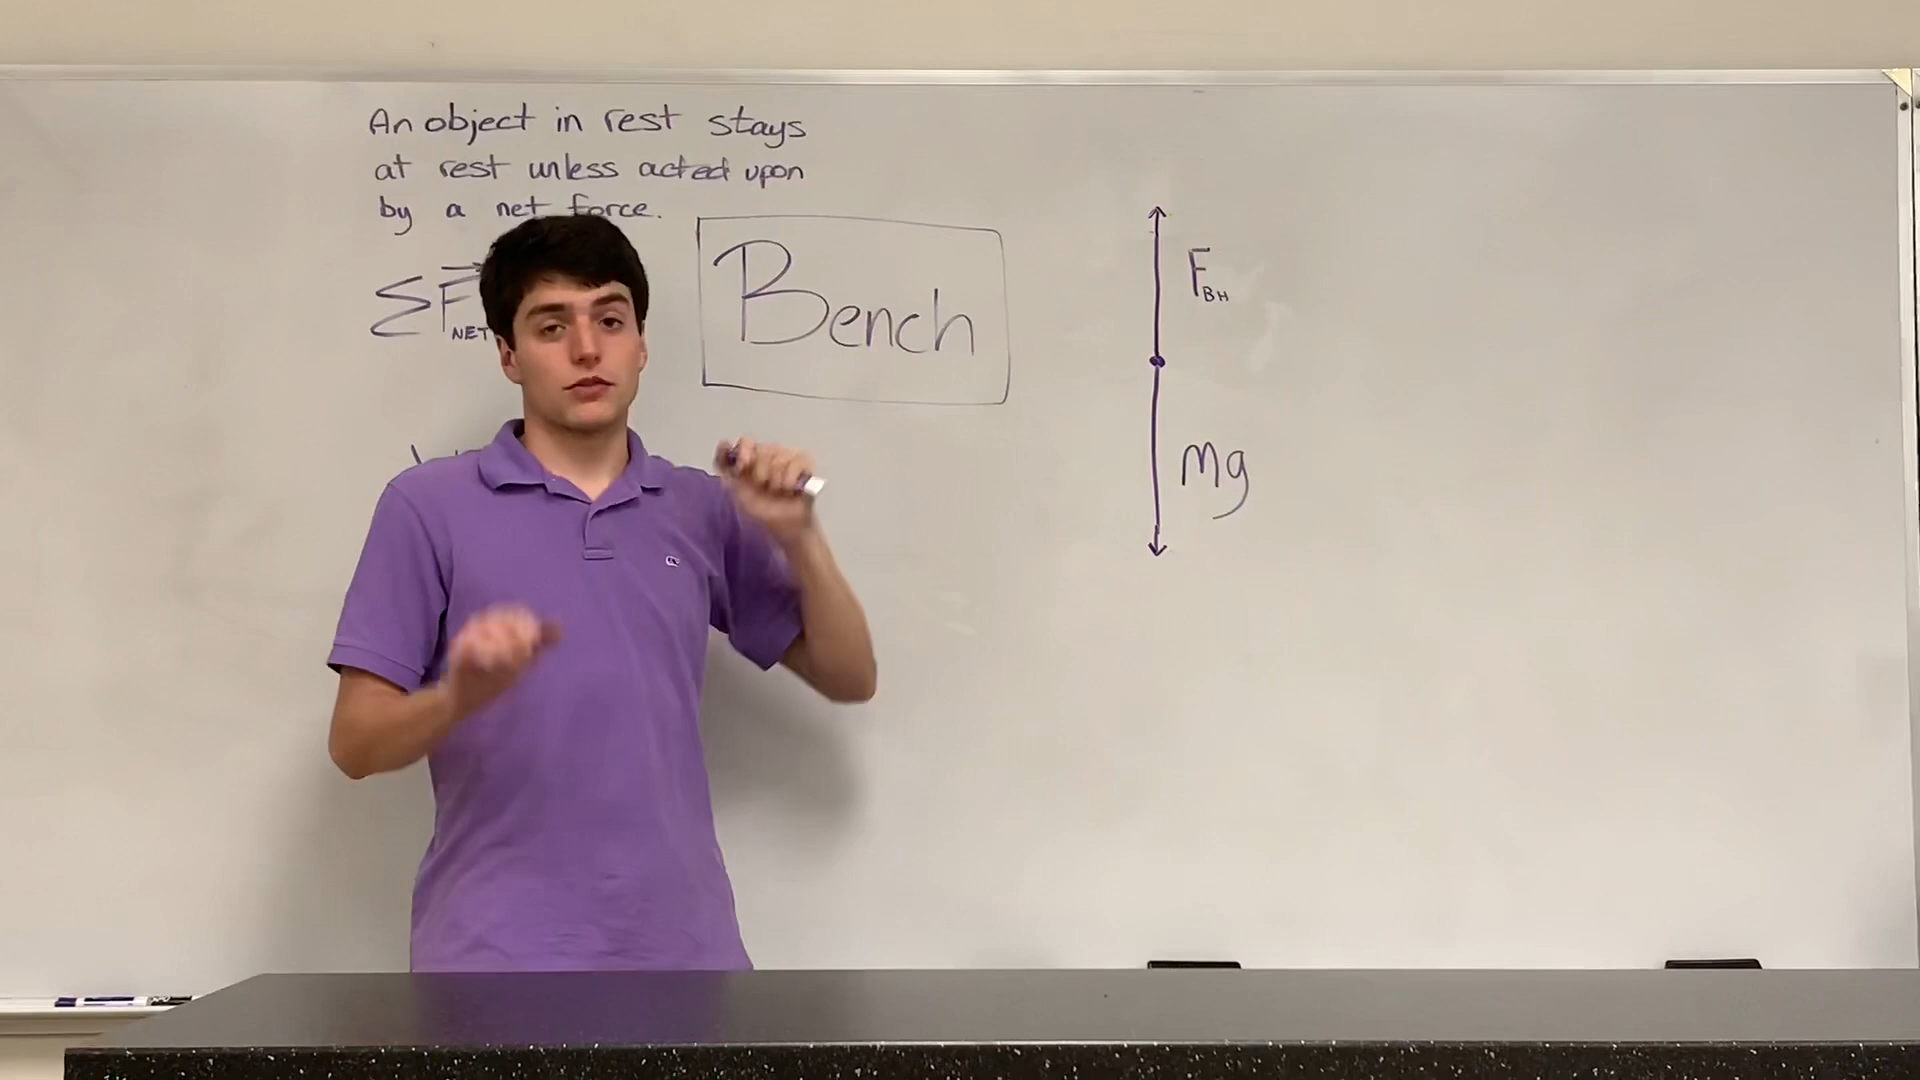 An object in rest stays
at rest unless acted upon
by a net force.
ΣF NET
Bench
F BH
Mg